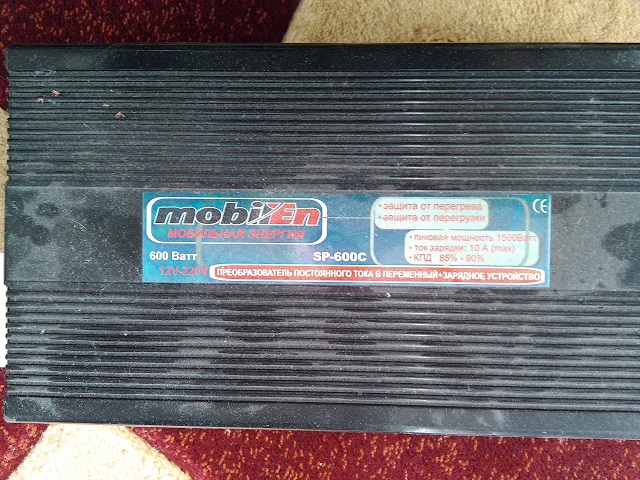 mobilEn
МОБИЛЬНАЯ ЭНЕРГИЯ
600 Ватт
SP-600C
12V-220V
• защита от перегрева
• защита от перегрузки
CE
• пиковая мощность 1500Ватт
• ток зарядки: 10 А (max)
• КПД 85% - 90%
ПРЕОБРАЗОВАТЕЛЬ ПОСТОЯННОГО ТОКА В ПЕРЕМЕННЫЙ+ЗАРЯДНОЕ УСТРОЙСТВО